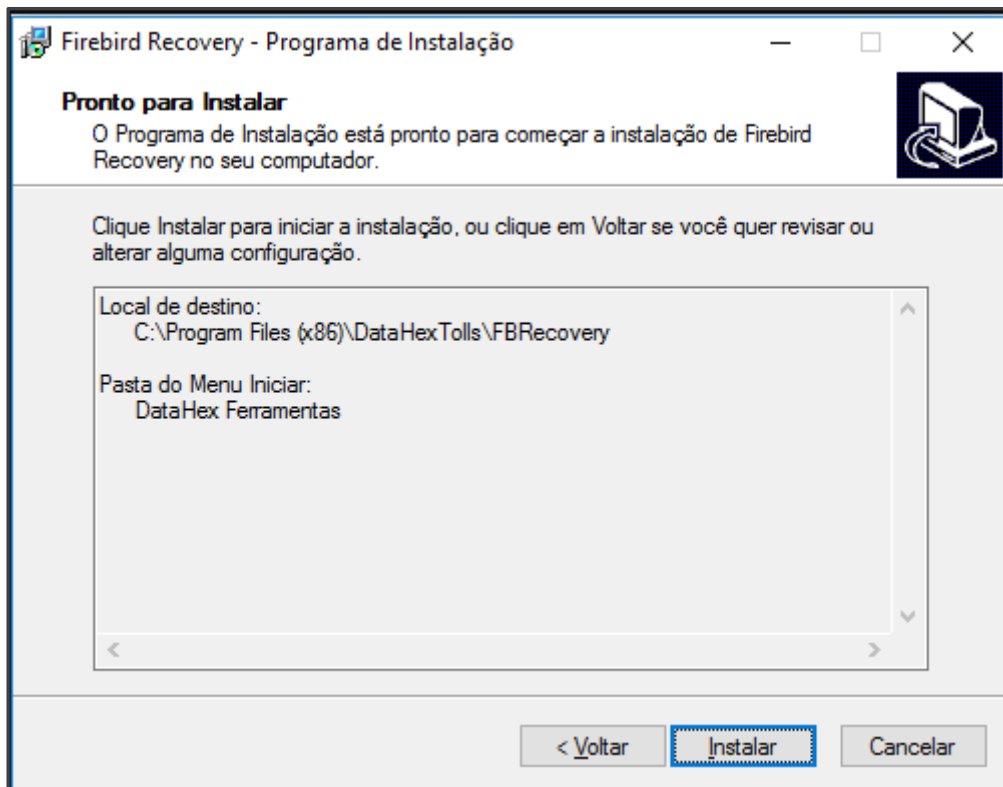 Firebird Recovery - Programa de Instalação
Pronto para Instalar
O Programa de Instalação está pronto para começar a instalação de Firebird
Recovery no seu computador.
Clique Instalar para iniciar a instalação, ou clique em Voltar se você quer revisar ou
alterar alguma configuração.
Local de destino:
C:\Program Files (x86)\DataHexTolls\FBRecovery
Pasta do Menu Iniciar:
DataHex Ferramentas
< Voltar
Instalar
Cancelar